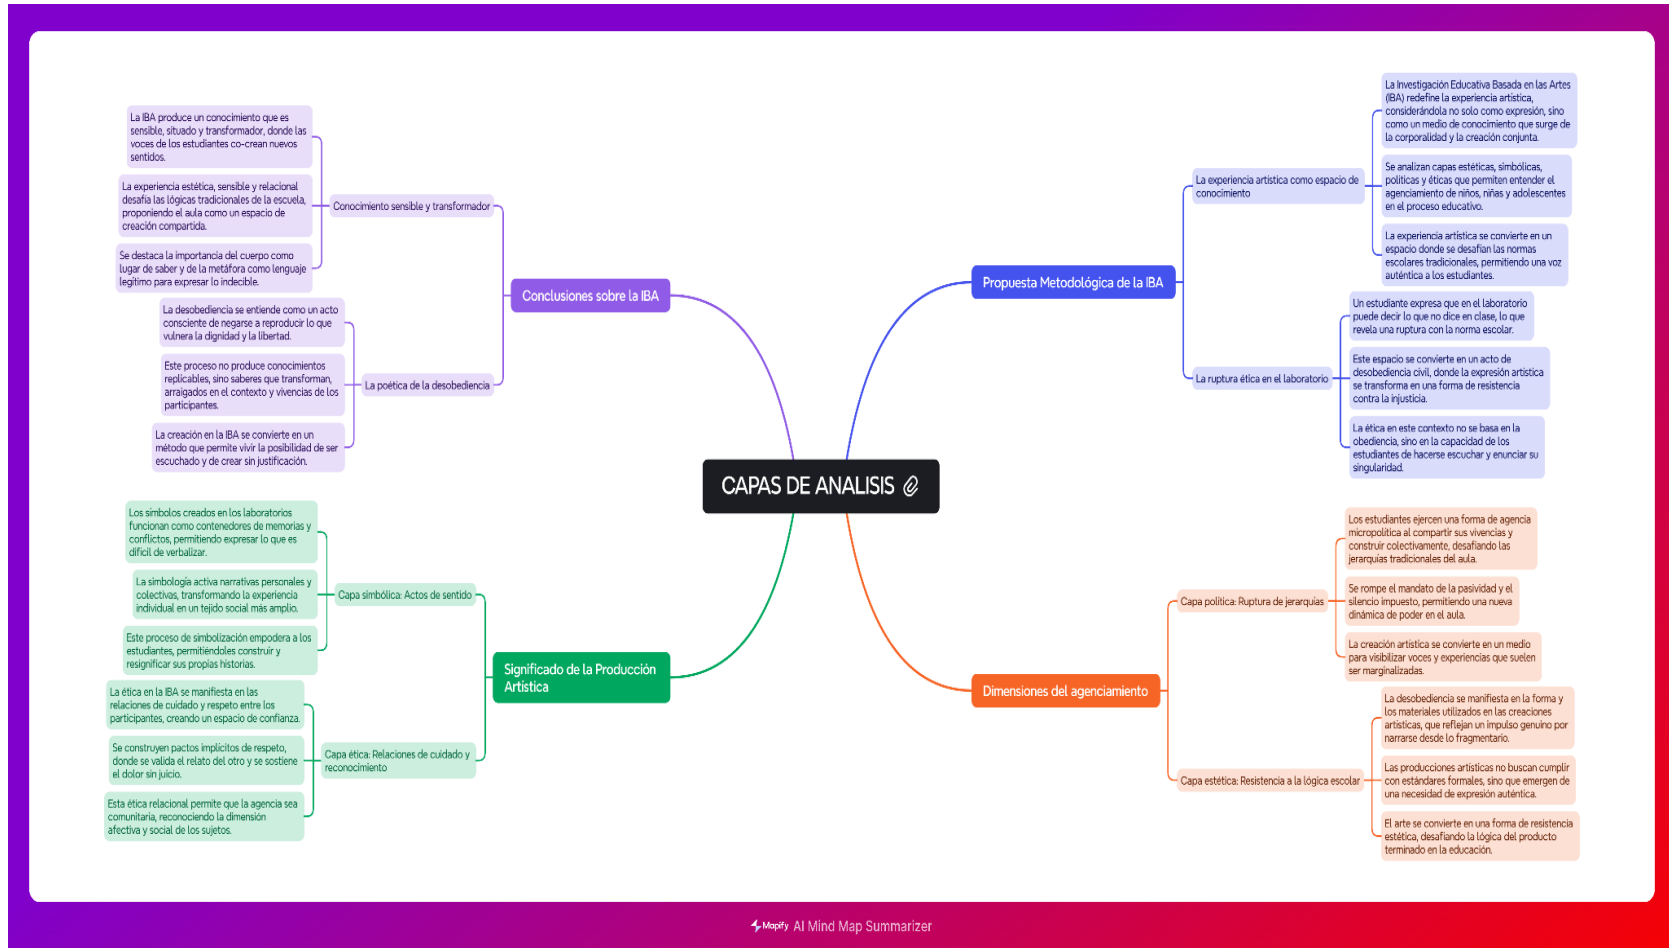 CAPAS DE ANALISIS
Propuesta Metodológica de la IBA
La experiencia artística como espacio de
conocimiento
La Investigación Educativa Basada en las Artes
(IBA) redefine la experiencia artística,
considerándola no solo como expresión, sino
como un medio de conocimiento que surge de
la corporalidad y la creación conjunta.
Se analizan capas estéticas, simbólicas,
políticas y éticas que permiten entender el
agenciamiento de niños, niñas y adolescentes
en el proceso educativo.
La experiencia artística se convierte en un
espacio donde se desafían las normas
escolares tradicionales, permitiendo una voz
auténtica a los estudiantes.
La ruptura ética en el laboratorio
Un estudiante expresa que en el laboratorio
puede decir lo que no dice en clase, lo que
revela una ruptura con la norma escolar.
Este espacio se convierte en un acto de
desobediencia civil, donde la expresión artística
se transforma en una forma de resistencia
contra la injusticia.
La ética en este contexto no se basa en la
obediencia, sino en la capacidad de los
estudiantes de hacerse escuchar y enunciar su
singularidad.
Dimensiones del agenciamiento
Capa política: Ruptura de jerarquías
Los estudiantes ejercen una forma de agencia
micropolítica al compartir sus vivencias y
construir colectivamente, desafiando las
jerarquías tradicionales del aula.
Se rompe el mandato de la pasividad y el
silencio impuesto, permitiendo una nueva
dinámica de poder en el aula.
La creación artística se convierte en un medio
para visibilizar voces y experiencias que suelen
ser marginalizadas.
Capa estética: Resistencia a la lógica escolar
La desobediencia se manifiesta en la forma y
los materiales utilizados en las creaciones
artísticas, que reflejan un impulso genuino por
narrarse desde lo fragmentario.
Las producciones artísticas no buscan cumplir
con estándares formales, sino que emergen de
una necesidad de expresión auténtica.
El arte se convierte en una forma de resistencia
estética, desafiando la lógica del producto
terminado en la educación.
Conclusiones sobre la IBA
Conocimiento sensible y transformador
La IBA produce un conocimiento que es
sensible, situado y transformador, donde las
voces de los estudiantes co-crean nuevos
sentidos.
La experiencia estética, sensible y relacional
desafía las lógicas tradicionales de la escuela,
proponiendo el aula como un espacio de
creación compartida.
Se destaca la importancia del cuerpo como
lugar de saber y de la metáfora como lenguaje
legítimo para expresar lo indecible.
La poética de la desobediencia
La desobediencia se entiende como un acto
consciente de negarse a reproducir lo que
vulnera la dignidad y la libertad.
Este proceso no produce conocimientos
replicables, sino saberes que transforman,
arraigados en el contexto y vivencias de los
participantes.
La creación en la IBA se convierte en un
método que permite vivir la posibilidad de ser
escuchado y de crear sin justificación.
Significado de la Producción
Artística
Capa simbólica: Actos de sentido
Los símbolos creados en los laboratorios
funcionan como contenedores de memorias y
conflictos, permitiendo expresar lo que es
difícil de verbalizar.
La simbología activa narrativas personales y
colectivas, transformando la experiencia
individual en un tejido social más amplio.
Este proceso de simbolización empodera a los
estudiantes, permitiéndoles construir y
resignificar sus propias historias.
Capa ética: Relaciones de cuidado y
reconocimiento
La ética en la IBA se manifiesta en las
relaciones de cuidado y respeto entre los
participantes, creando un espacio de confianza.
Se construyen pactos implícitos de respeto,
donde se valida el relato del otro y se sostiene
el dolor sin juicio.
Esta ética relacional permite que la agencia sea
comunitaria, reconociendo la dimensión
afectiva y social de los sujetos.
Mapify AI Mind Map Summarizer